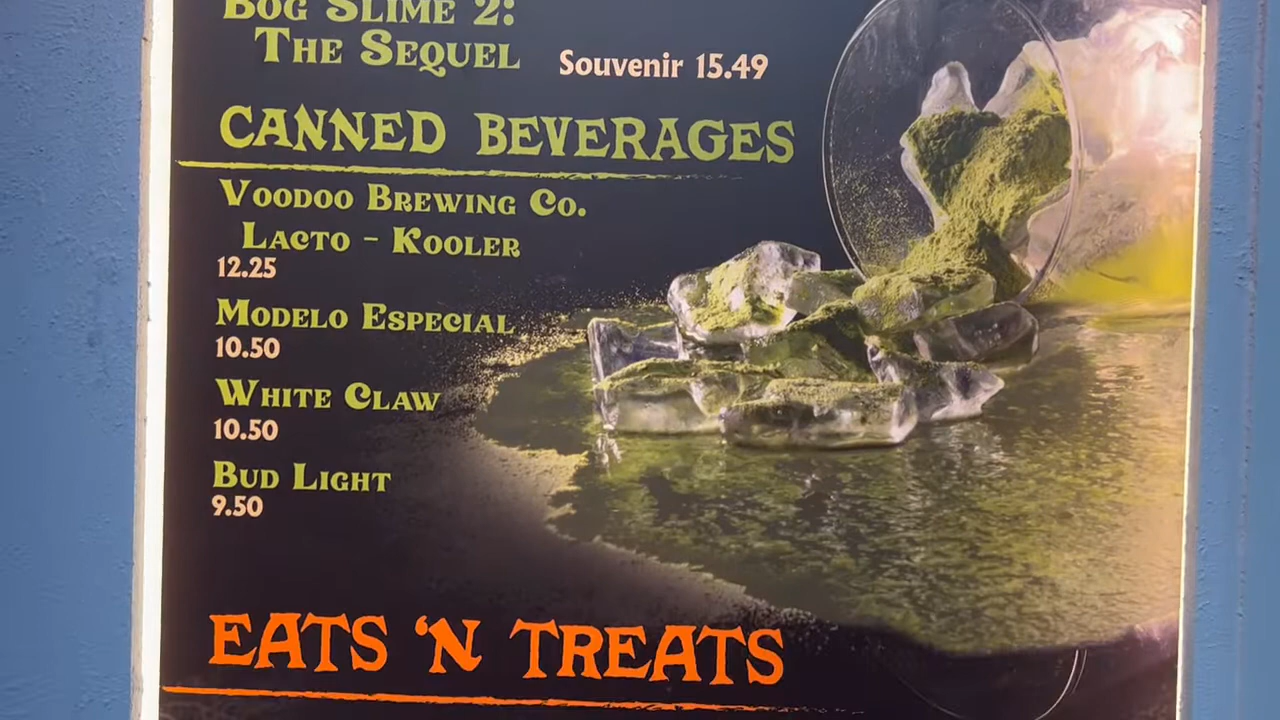 Bog Slime 2:
The Sequel
Souvenir 15.49
CANNED BEVERAGES
Voodoo Brewing Co.
Lacto - Kooler
12.25
Modelo Especial
10.50
White Claw
10.50
Bud Light
9.50
EATS 'N TREATS